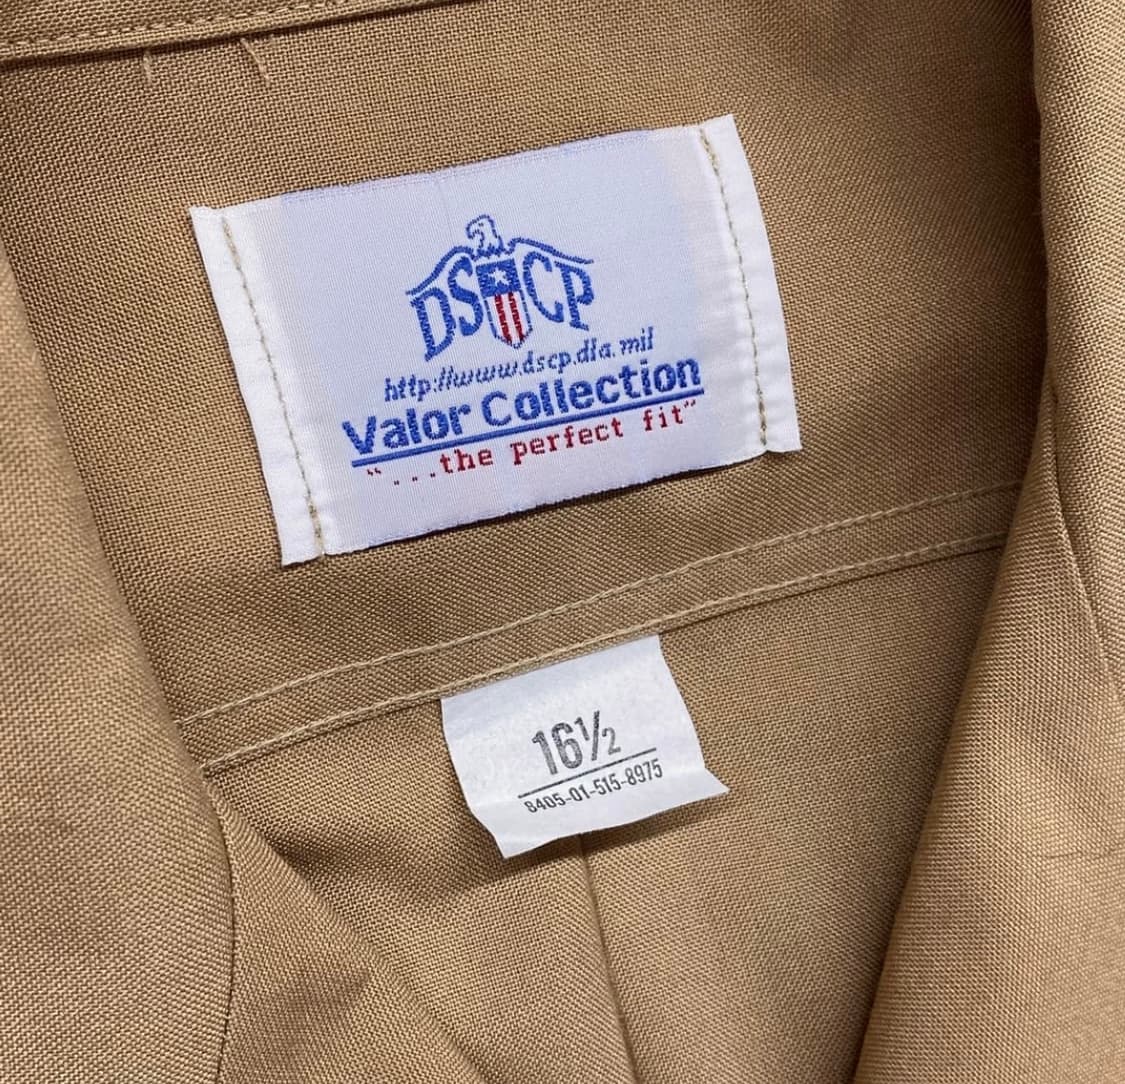 DSCP
http://www.dscp.dla.mil
Valor Collection
"...the perfect fit"
16½
8405-01-515-8975